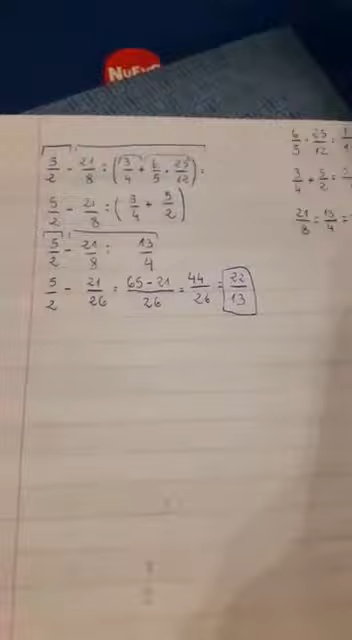 NUEVO
5/2 - 21/8 : (3/4 + 6/5 · 25/12) =
5/2 - 21/8 : (3/4 + 5/2)
5/2 - 21/8 : 13/4
5/2 - 21/26 = 65-21/26 = 44/26 = 22/13
6/5 · 25/12 =
3/4 + 5/2 =
21/8 : 13/4 =